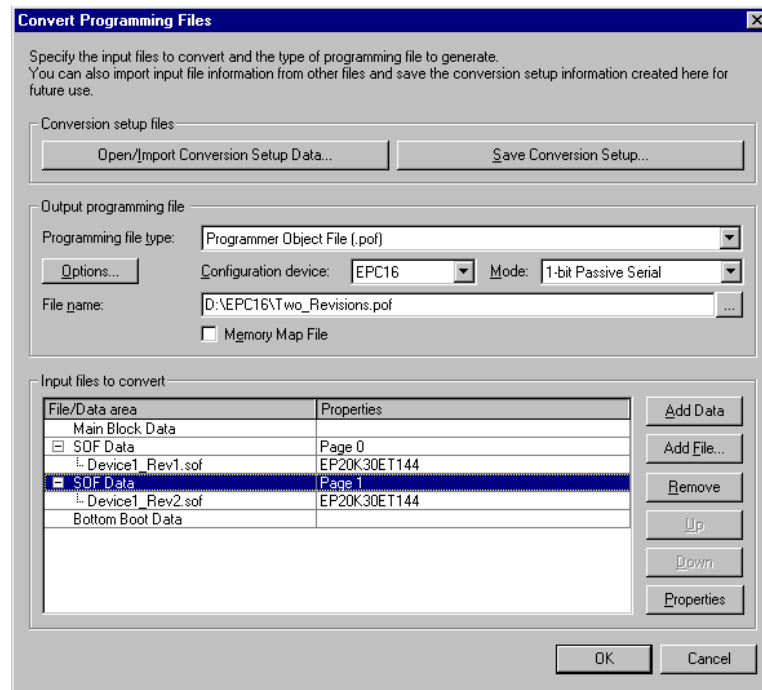 Convert Programming Files
Specify the input files to convert and the type of programming file to generate.
You can also import input file information from other files and save the conversion setup information created here for
future use.
Conversion setup files
Open/Import Conversion Setup Data... Save Conversion Setup...
Output programming file
Programming file type: Programmer Object File (.pof)
Options... Configuration device: EPC16 Mode: 1-bit Passive Serial
File name: D:\EPC16\Two_Revisions.pof ...
Memory Map File
Input files to convert
File/Data area Properties Add Data
Main Block Data
SOF Data Page 0 Add File...
Device1_Rev1.sof EP20K30ET144
SOF Data Page 1 Remove
Device1_Rev2.sof EP20K30ET144
Bottom Boot Data Up
Down
Properties
OK Cancel